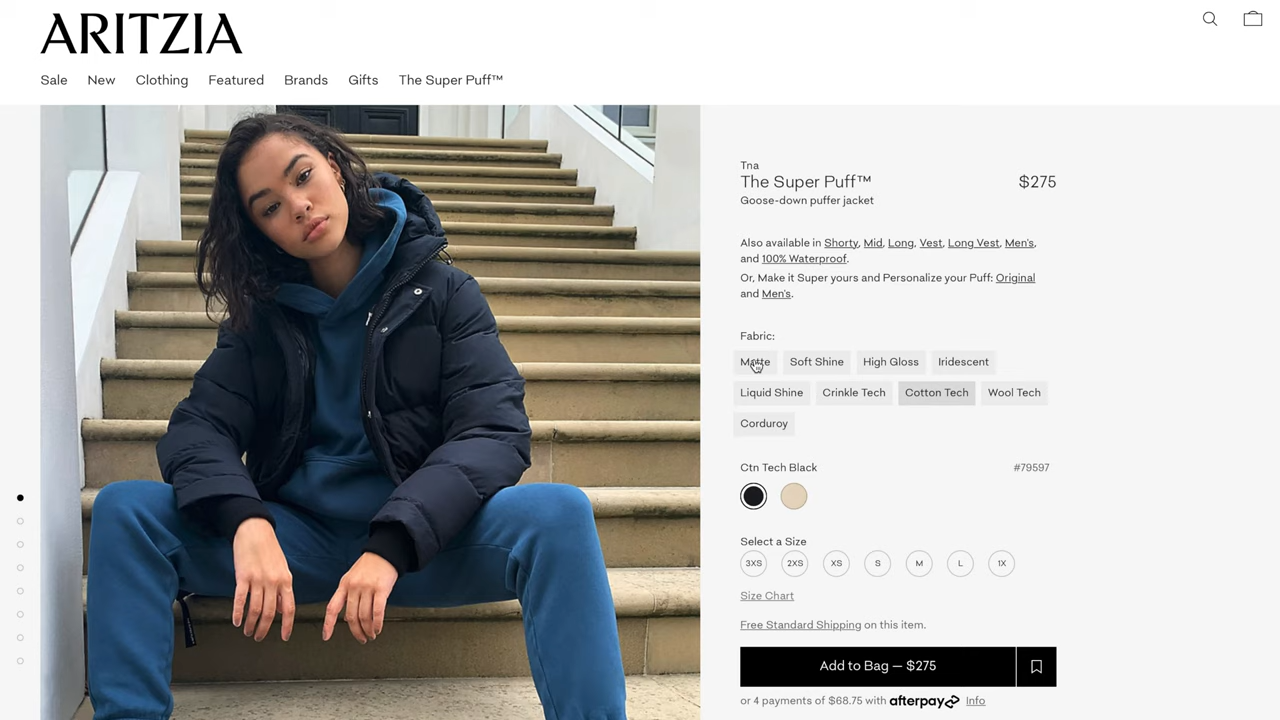 ARITZIA
Sale New Clothing Featured Brands Gifts The Super Puff™
Tna
The Super Puff™ $275
Goose-down puffer jacket
Also available in Shorty, Mid, Long, Vest, Long Vest, Men's,
and 100% Waterproof.
Or, Make it Super yours and Personalize your Puff: Original
and Men's.
Fabric:
Matte Soft Shine High Gloss Iridescent
Liquid Shine Crinkle Tech Cotton Tech Wool Tech
Corduroy
Ctn Tech Black #79597
Select a Size
3XS 2XS XS S M L 1X
Size Chart
Free Standard Shipping on this item.
Add to Bag — $275
or 4 payments of $68.75 with afterpay Info